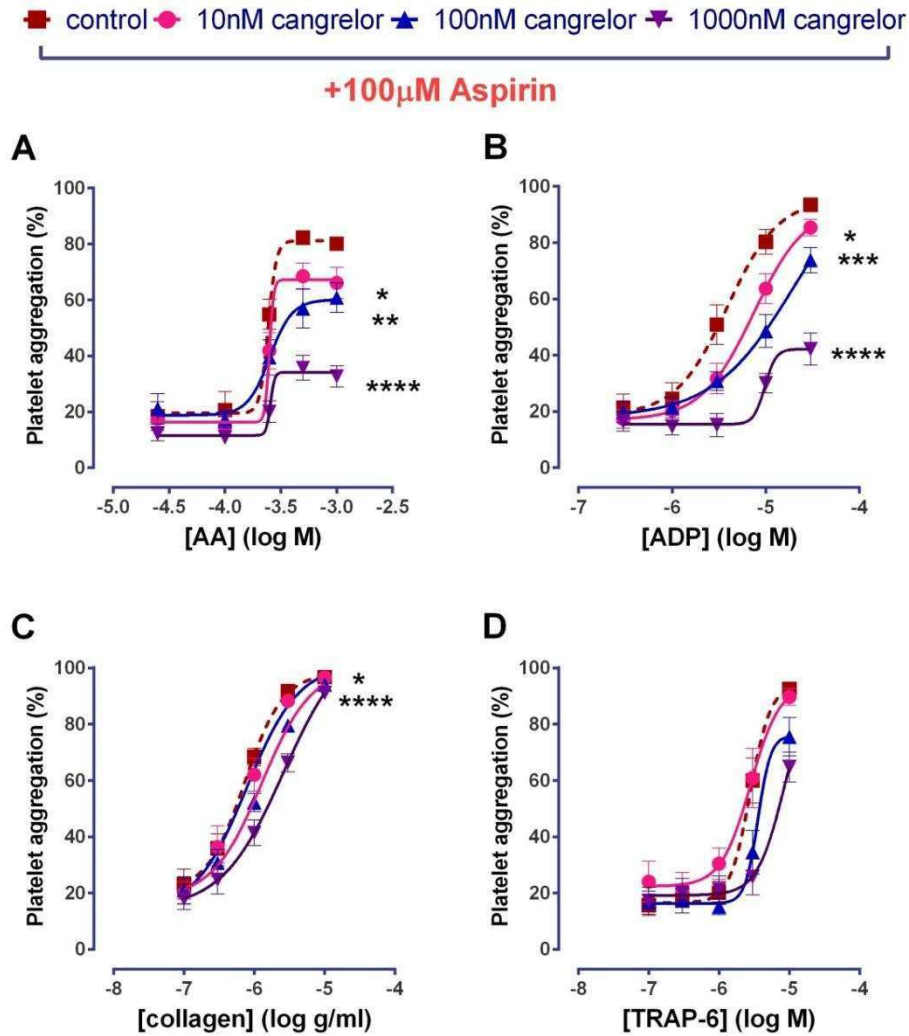 control 10nM cangrelor 100nM cangrelor 1000nM cangrelor
+100μM Aspirin
A
Platelet aggregation (%)
100
80
60
40
20
0
*
**
****
-5.0 -4.5 -4.0 -3.5 -3.0 -2.5
[AA] (log M)
B
Platelet aggregation (%)
100
80
60
40
20
0
*
***
****
-7 -6 -5 -4
[ADP] (log M)
C
Platelet aggregation (%)
100
80
60
40
20
0
*
****
-8 -7 -6 -5 -4
[collagen] (log g/ml)
D
Platelet aggregation (%)
100
80
60
40
20
0
-8 -7 -6 -5 -4
[TRAP-6] (log M)